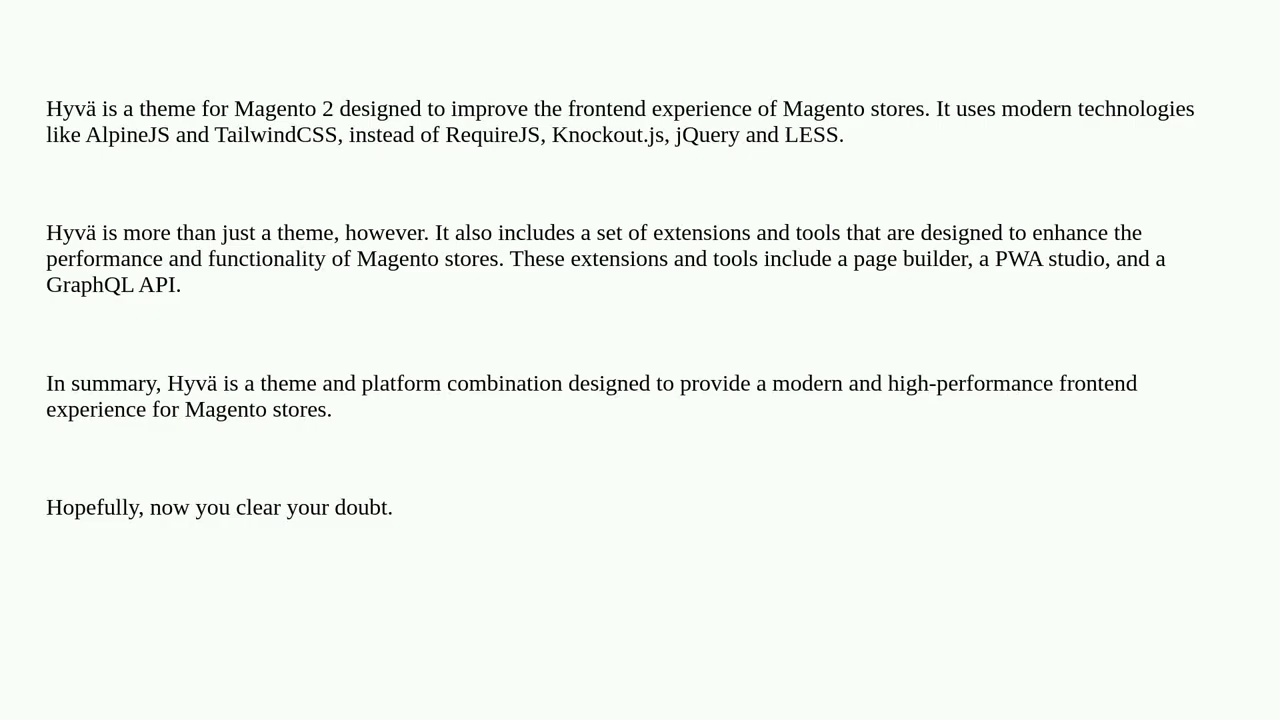 Hyvä is a theme for Magento 2 designed to improve the frontend experience of Magento stores. It uses modern technologies
like AlpineJS and TailwindCSS, instead of RequireJS, Knockout.js, jQuery and LESS.
Hyvä is more than just a theme, however. It also includes a set of extensions and tools that are designed to enhance the
performance and functionality of Magento stores. These extensions and tools include a page builder, a PWA studio, and a
GraphQL API.
In summary, Hyvä is a theme and platform combination designed to provide a modern and high-performance frontend
experience for Magento stores.
Hopefully, now you clear your doubt.